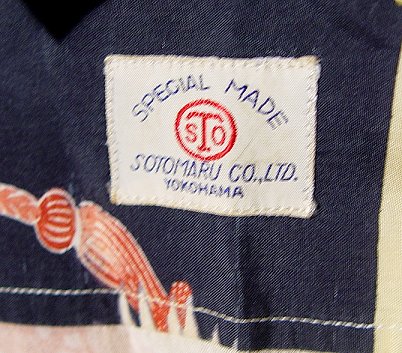 SPECIAL MADE
STO
SOTOMARU CO.,LTD.
YOKOHAMA